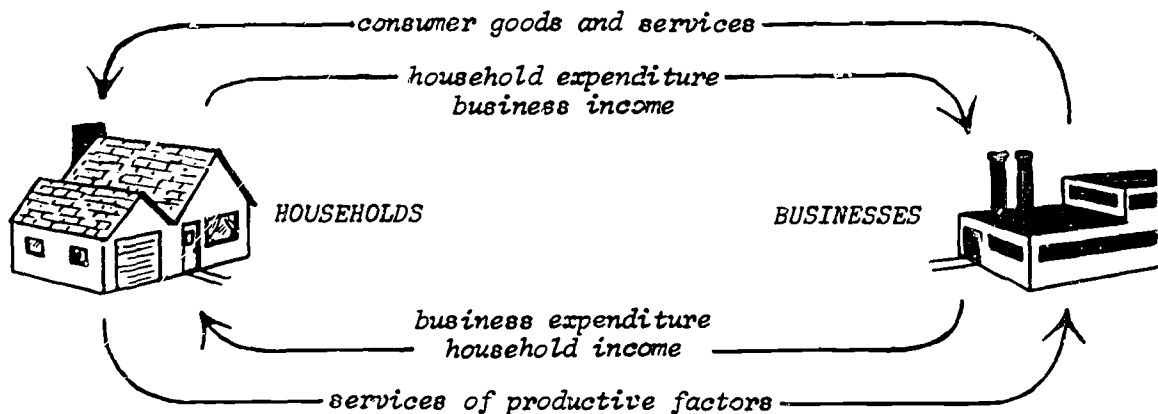 consumer goods and services
household expenditure
business income
HOUSEHOLDS
BUSINESSES
business expenditure
household income
services of productive factors